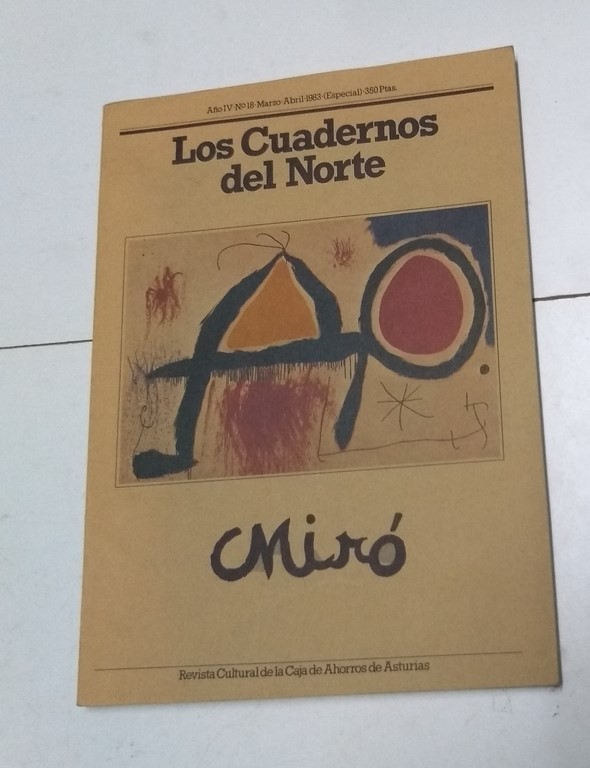 Año IV·Nº 18·Marzo-Abril·1983·(Especial)·350 Ptas.
Los Cuadernos
del Norte
Miró
Revista Cultural de la Caja de Ahorros de Asturias